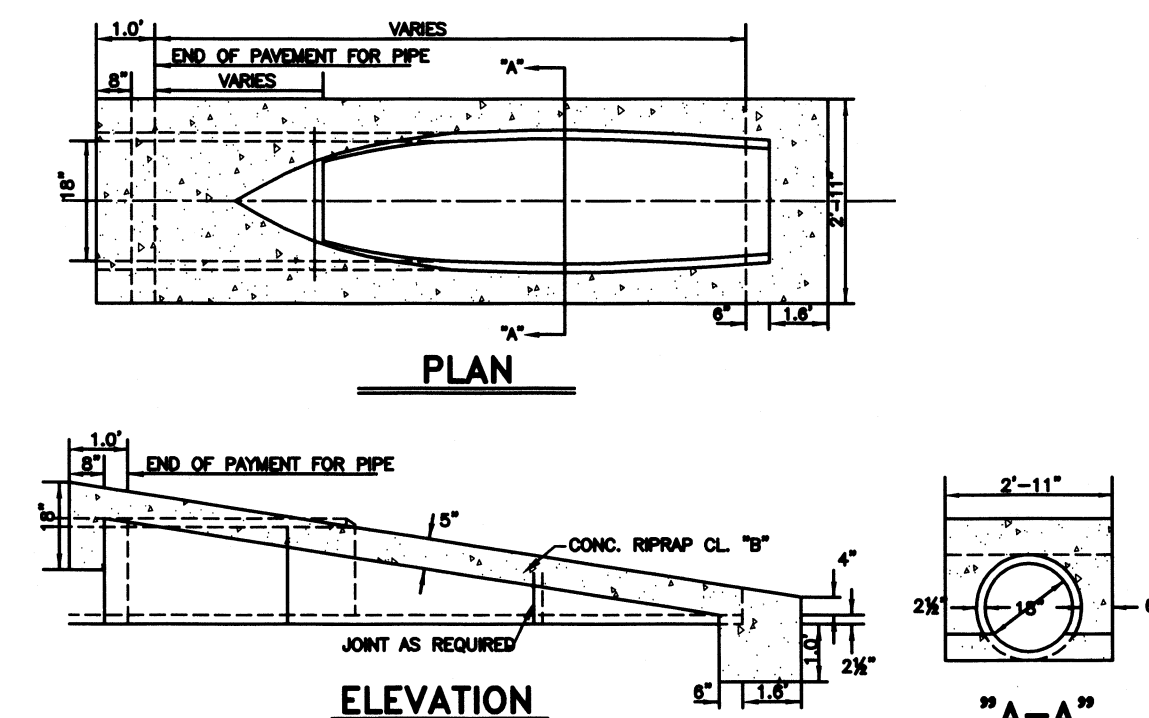 1.0'
VARIES
END OF PAVEMENT FOR PIPE
"A"
8"
VARIES
18"
2'-11"
6"
1.6'
"A"
PLAN
1.0'
8"
END OF PAYMENT FOR PIPE
18"
5"
CONC. RIPRAP CL. "B"
4"
JOINT AS REQUIRED
1.0'
2½"
6"
1.6'
ELEVATION
2'-11"
2½"
18"
"A-A"